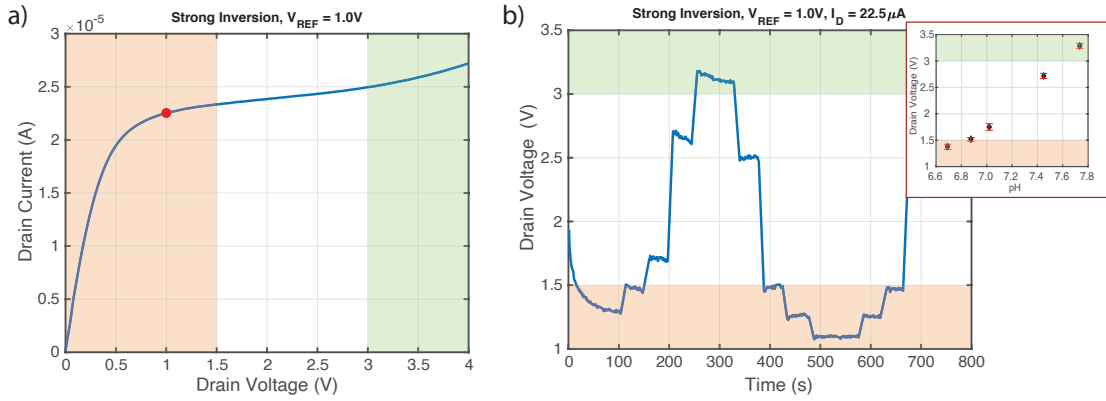 a)
Strong Inversion, V_REF = 1.0V
×10⁻⁵
3
2.5
2
1.5
1
0.5
0
0 0.5 1 1.5 2 2.5 3 3.5 4
Drain Current (A)
Drain Voltage (V)
b)
Strong Inversion, V_REF = 1.0V, I_D = 22.5μA
3.5
3
2.5
2
1.5
1
0 100 200 300 400 500 600 700 800
Drain Voltage (V)
Time (s)
3.5
3
2.5
2
1.5
1
6.6 6.8 7.0 7.2 7.4 7.6 7.8
Drain Voltage (V)
pH